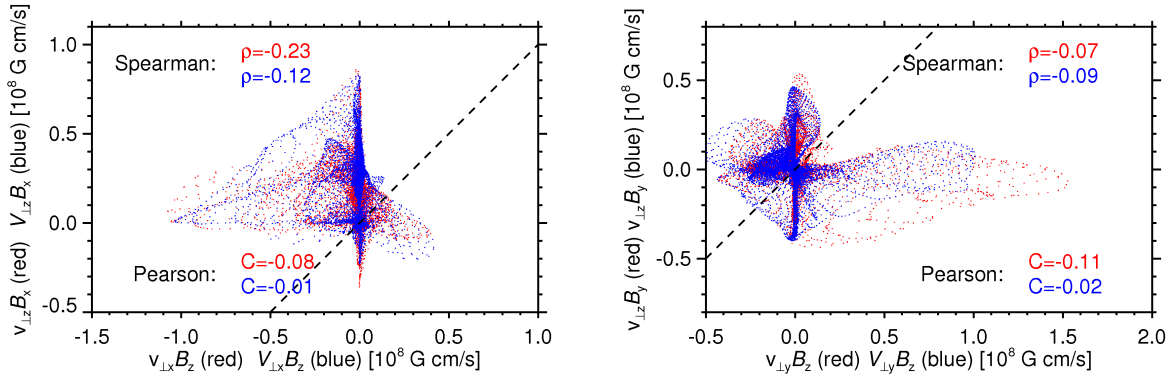 v⊥zBx (red) V⊥zBx (blue) [10⁸ G cm/s]
1.0
0.5
0.0
-0.5
Spearman:
ρ=-0.23
ρ=-0.12
Pearson:
C=-0.08
C=-0.01
-1.5 -1.0 -0.5 0.0 0.5 1.0
v⊥xBz (red) V⊥xBz (blue) [10⁸ G cm/s]
v⊥zBy (red) v⊥zBy (blue) [10⁸ G cm/s]
0.5
0.0
-0.5
Spearman:
ρ=-0.07
ρ=-0.09
Pearson:
C=-0.11
C=-0.02
-0.5 0.0 0.5 1.0 1.5 2.0
v⊥yBz (red) V⊥yBz (blue) [10⁸ G cm/s]